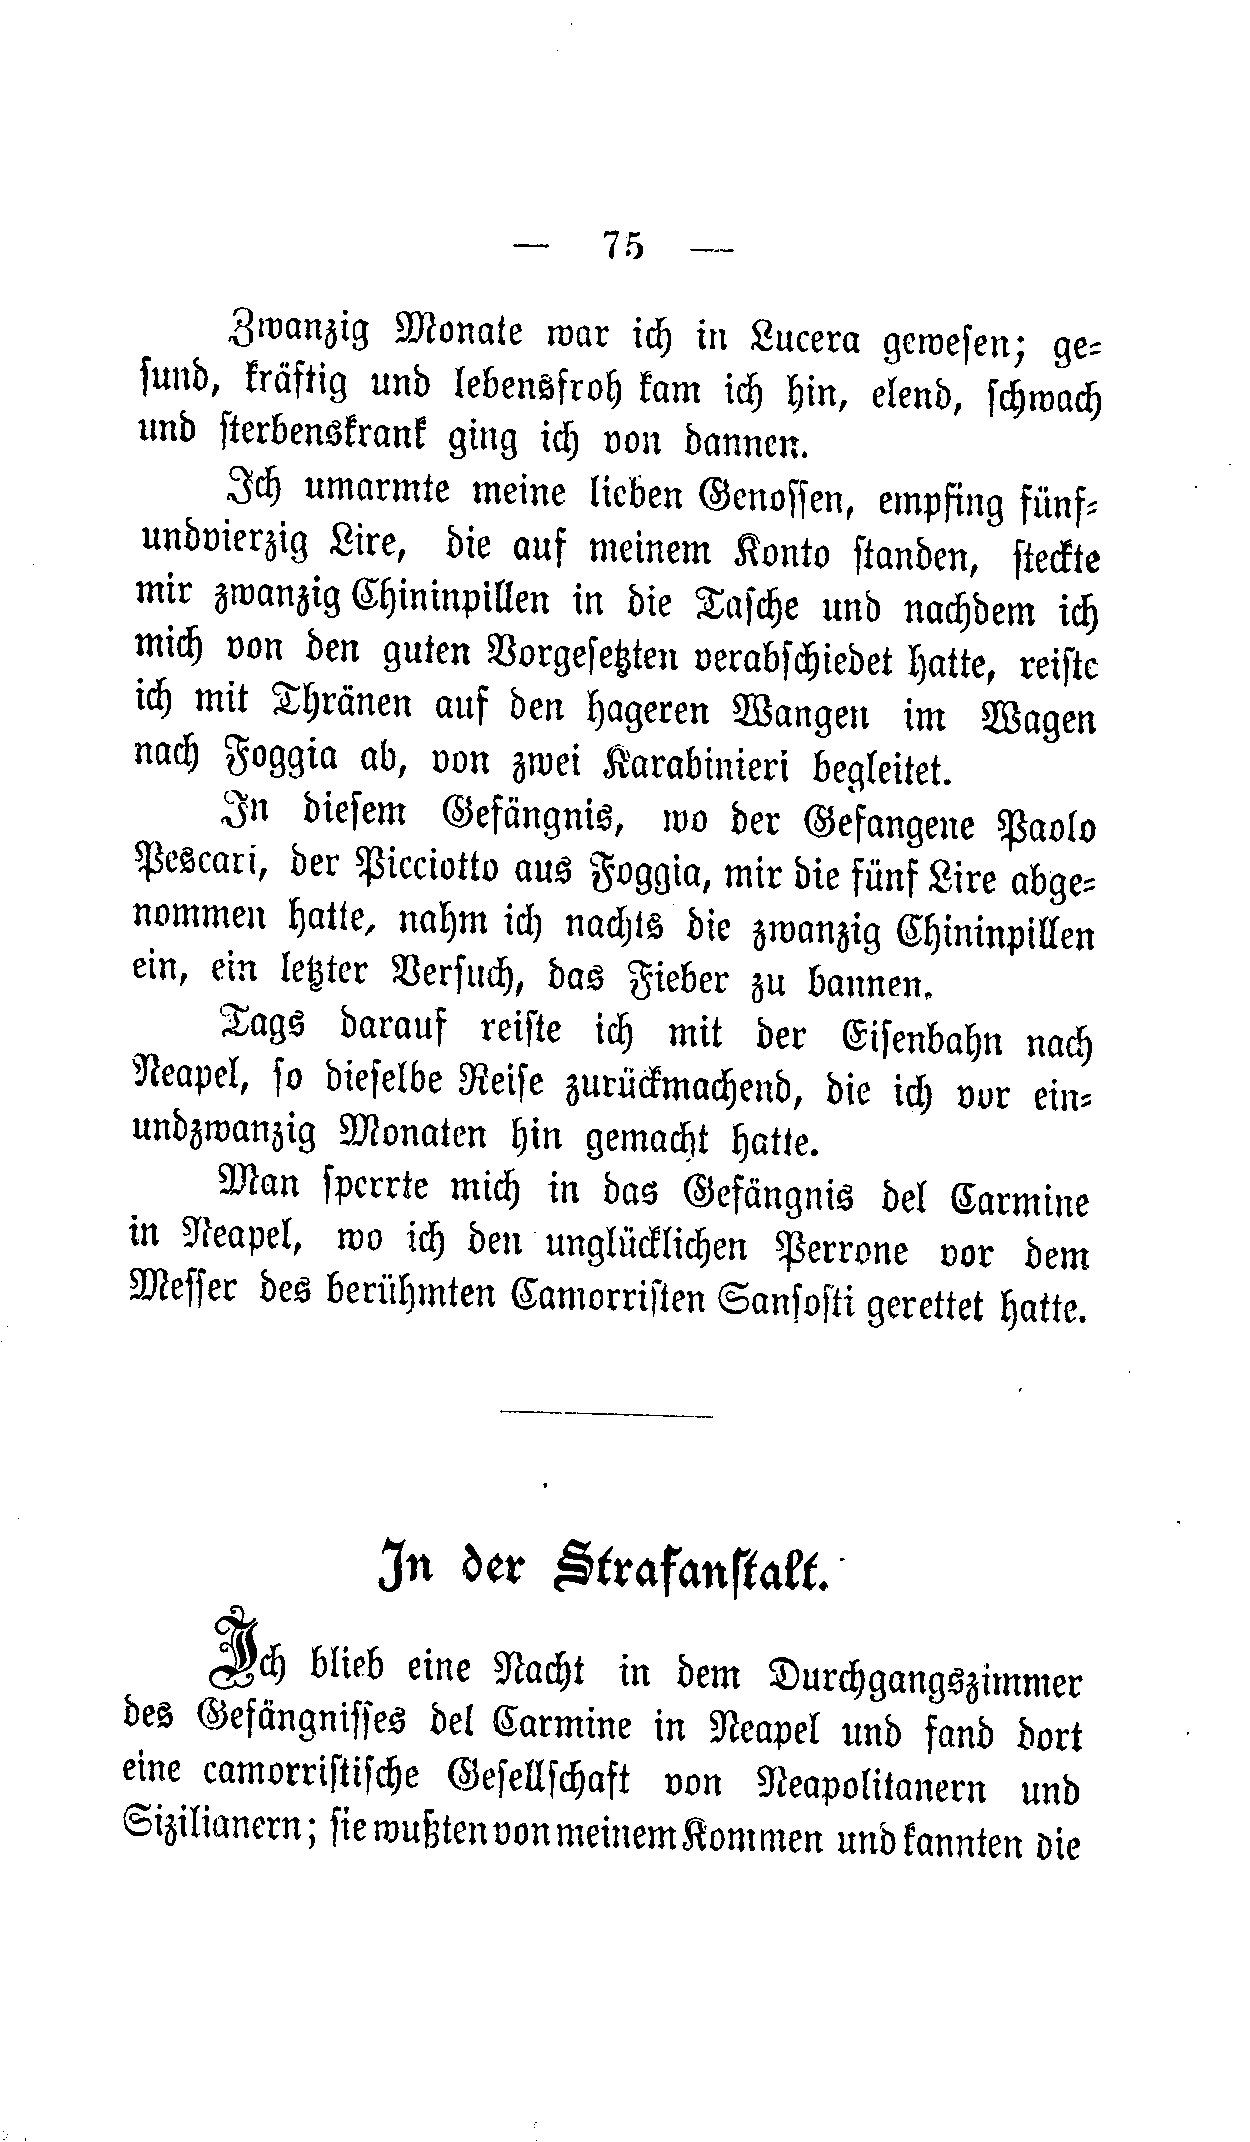 — 75 —
Zwanzig Monate war ich in Lucera gewesen; ge-
sund, kräftig und lebensfroh kam ich hin, elend, schwach
und sterbenskrank ging ich von dannen.
Ich umarmte meine lieben Genossen, empfing fünf-
undvierzig Lire, die auf meinem Konto standen, steckte
mir zwanzig Chininpillen in die Tasche und nachdem ich
mich von den guten Vorgesetzten verabschiedet hatte, reiste
ich mit Thränen auf den hageren Wangen im Wagen
nach Foggia ab, von zwei Karabinieri begleitet.
In diesem Gefängnis, wo der Gefangene Paolo
Pescari, der Picciotto aus Foggia, mir die fünf Lire abge-
nommen hatte, nahm ich nachts die zwanzig Chininpillen
ein, ein letzter Versuch, das Fieber zu bannen.
Tags darauf reiste ich mit der Eisenbahn nach
Neapel, so dieselbe Reise zurückmachend, die ich vor ein-
undzwanzig Monaten hin gemacht hatte.
Man sperrte mich in das Gefängnis del Carmine
in Neapel, wo ich den unglücklichen Perrone vor dem
Messer des berühmten Camorristen Sansosti gerettet hatte.
In der Strafanstalt.
Ich blieb eine Nacht in dem Durchgangszimmer
des Gefängnisses del Carmine in Neapel und fand dort
eine camorristische Gesellschaft von Neapolitanern und
Sizilianern; sie wußten von meinem Kommen und kannten die